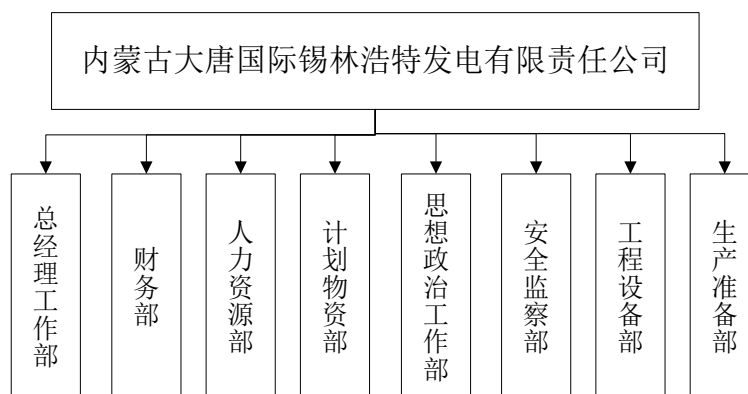 内蒙古大唐国际锡林浩特发电有限责任公司
总经理工作部
财务部
人力资源部
计划物资部
思想政治工作部
安全监察部
工程设备部
生产准备部